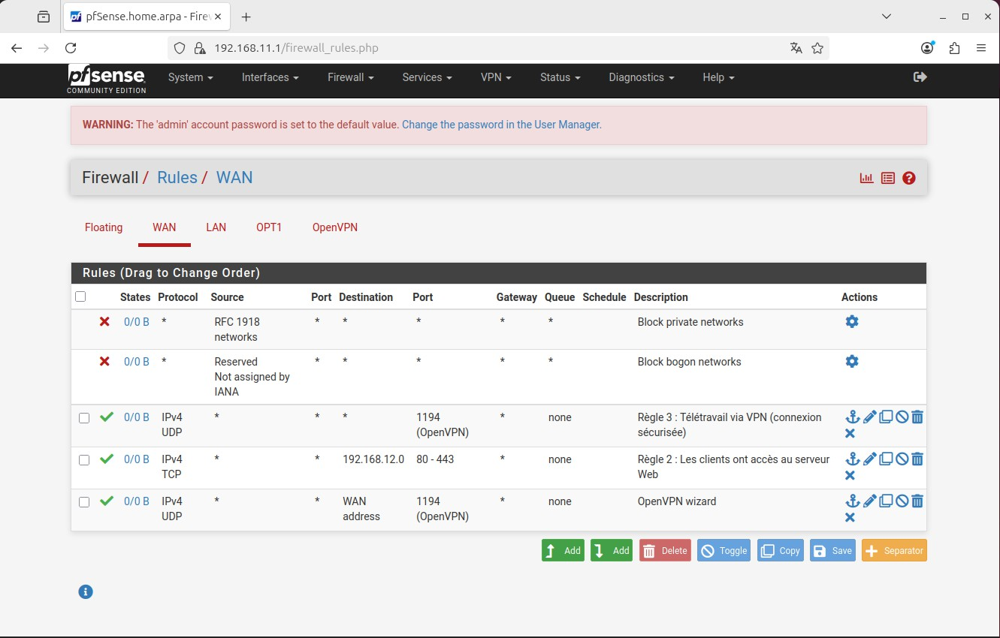 pfSense.home.arpa - Firew
192.168.11.1/firewall_rules.php
pfsense
COMMUNITY EDITION
System Interfaces Firewall Services VPN Status Diagnostics Help
WARNING: The 'admin' account password is set to the default value. Change the password in the User Manager.
Firewall / Rules / WAN
Floating WAN LAN OPT1 OpenVPN
Rules (Drag to Change Order)
States Protocol Source Port Destination Port Gateway Queue Schedule Description Actions
0/0 B * RFC 1918 * * * * * Block private networks
networks
0/0 B * Reserved * * * * * Block bogon networks
Not assigned by
IANA
0/0 B IPv4 * * * 1194 * none Règle 3 : Télétravail via VPN (connexion
UDP (OpenVPN) sécurisée)
0/0 B IPv4 * * 192.168.12.0 80 - 443 * none Règle 2 : Les clients ont accès au serveur
TCP Web
0/0 B IPv4 * * WAN 1194 * none OpenVPN wizard
UDP address (OpenVPN)
Add Add Delete Toggle Copy Save Separator